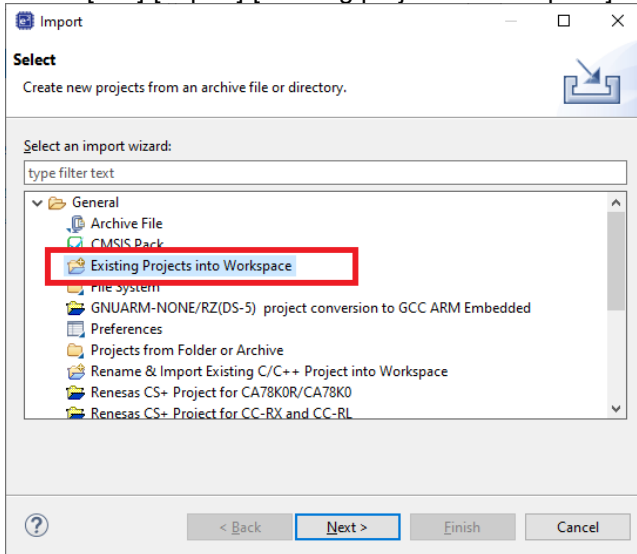 Import
Select
Create new projects from an archive file or directory.
Select an import wizard:
type filter text
General
Archive File
CMSIS Pack
Existing Projects into Workspace
File System
GNUARM-NONE/RZ(DS-5) project conversion to GCC ARM Embedded
Preferences
Projects from Folder or Archive
Rename & Import Existing C/C++ Project into Workspace
Renesas CS+ Project for CA78K0R/CA78K0
Renesas CS+ Project for CC-RX and CC-RL
< Back Next > Finish Cancel